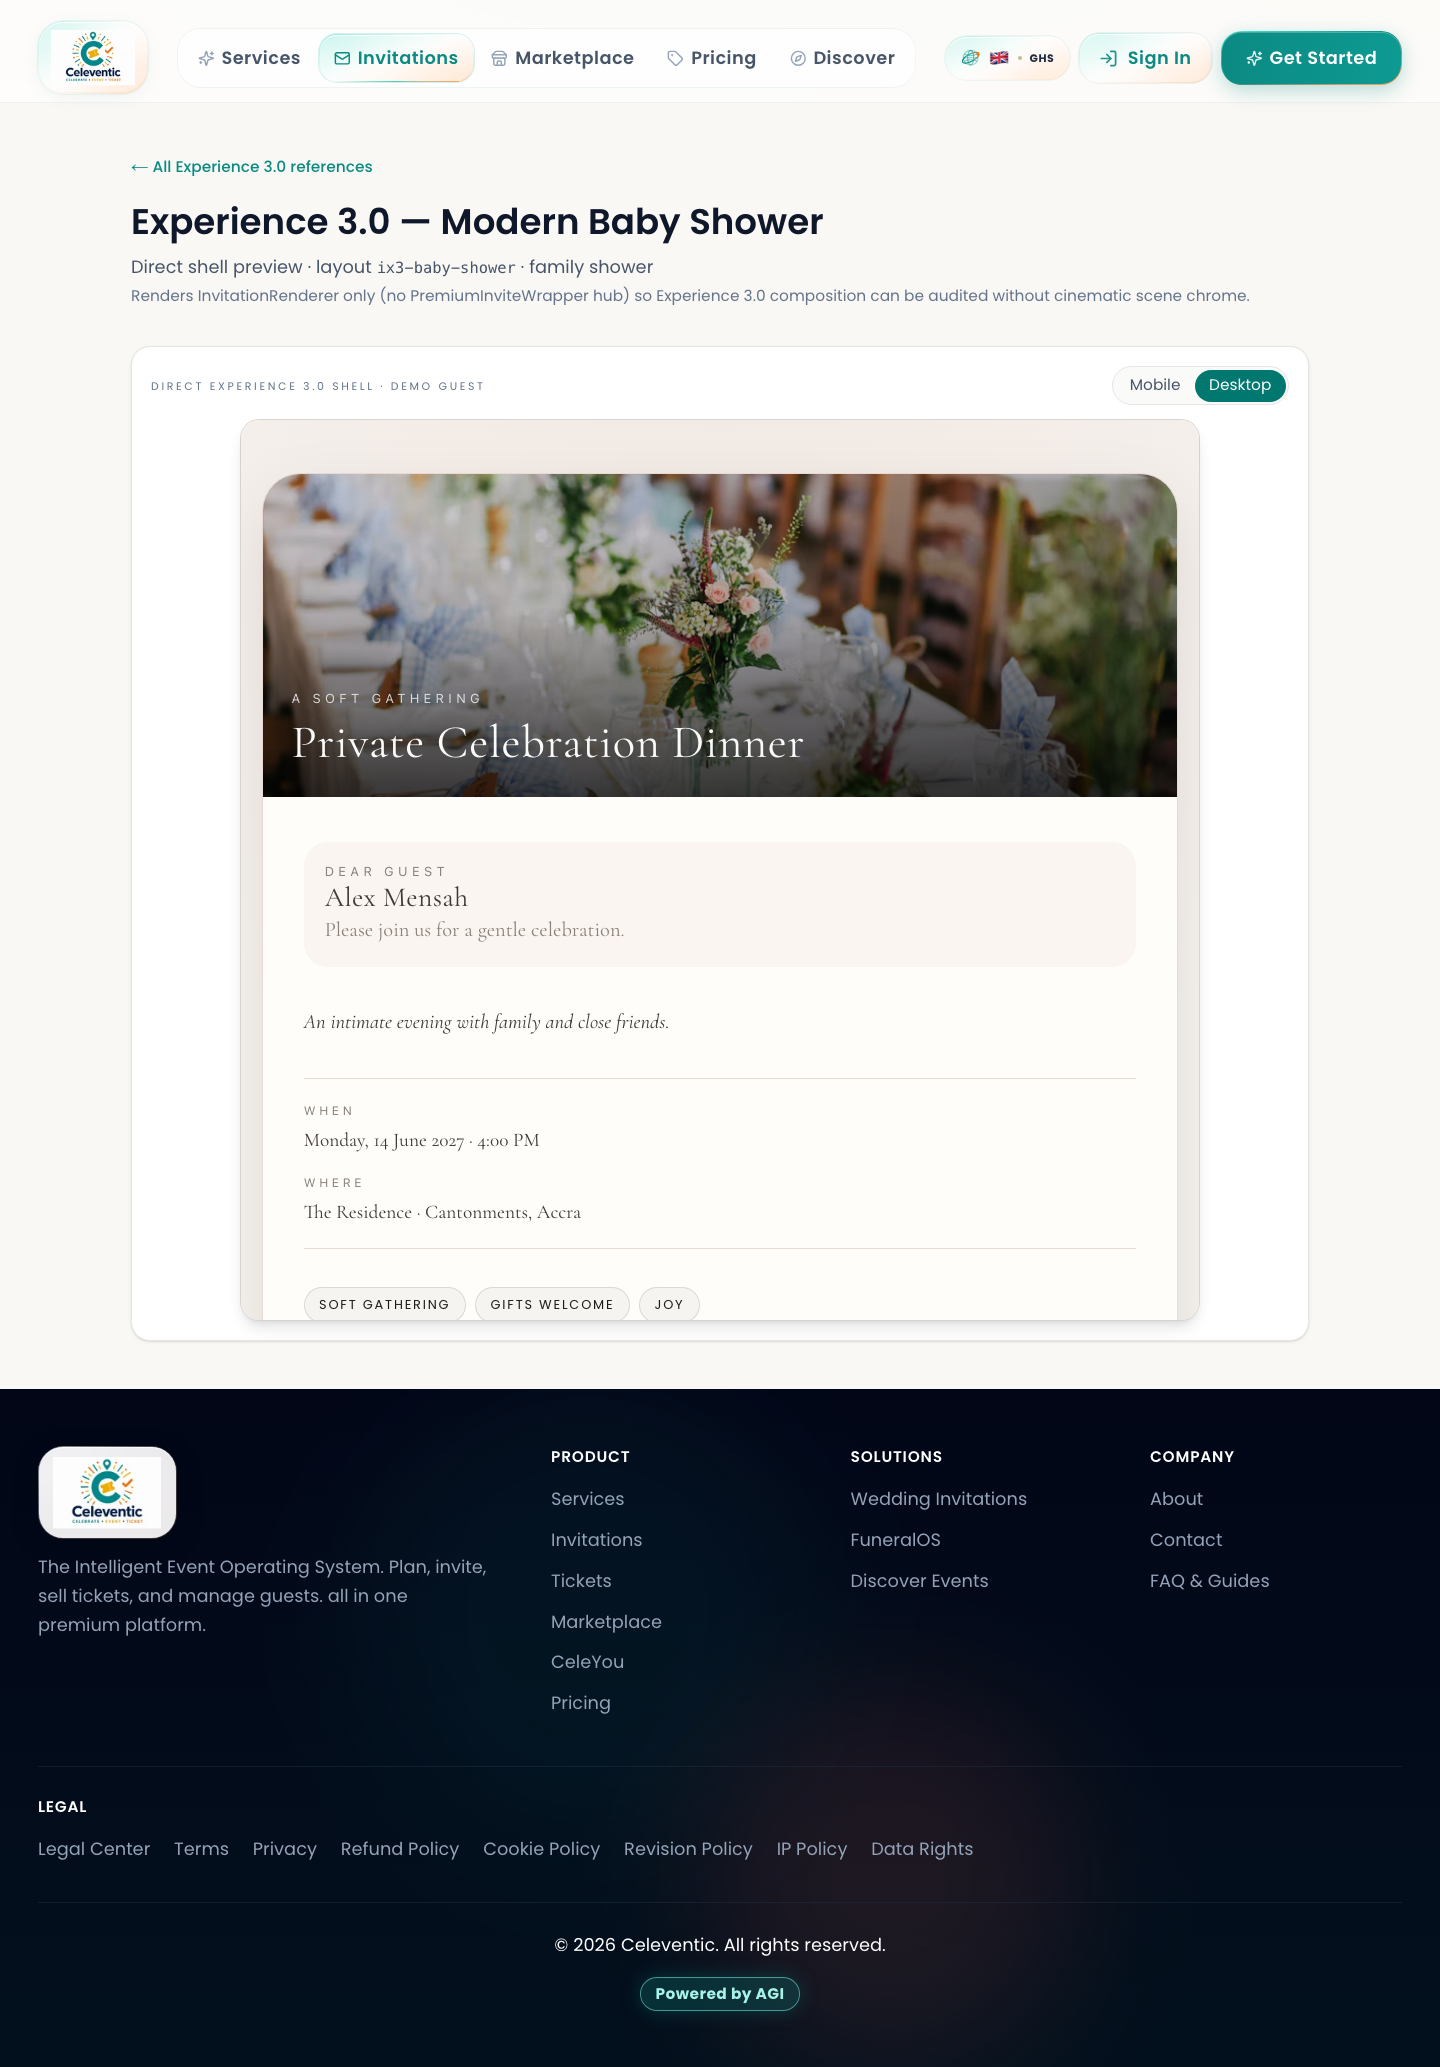 Celeventic
CELEBRATE • EVENT • TICKET
Services
Invitations
Marketplace
Pricing
Discover
GHS
Sign In
Get Started
← All Experience 3.0 references
Experience 3.0 — Modern Baby Shower
Direct shell preview · layout ix3-baby-shower · family shower
Renders InvitationRenderer only (no PremiumInviteWrapper hub) so Experience 3.0 composition can be audited without cinematic scene chrome.
DIRECT EXPERIENCE 3.0 SHELL · DEMO GUEST
Mobile
Desktop
A SOFT GATHERING
Private Celebration Dinner
DEAR GUEST
Alex Mensah
Please join us for a gentle celebration.
An intimate evening with family and close friends.
WHEN
Monday, 14 June 2027 · 4:00 PM
WHERE
The Residence · Cantonments, Accra
SOFT GATHERING
GIFTS WELCOME
JOY
Celeventic
CELEBRATE • EVENT • TICKET
The Intelligent Event Operating System. Plan, invite,
sell tickets, and manage guests. all in one
premium platform.
PRODUCT
Services
Invitations
Tickets
Marketplace
CeleYou
Pricing
SOLUTIONS
Wedding Invitations
FuneralOS
Discover Events
COMPANY
About
Contact
FAQ & Guides
LEGAL
Legal Center
Terms
Privacy
Refund Policy
Cookie Policy
Revision Policy
IP Policy
Data Rights
© 2026 Celeventic. All rights reserved.
Powered by AGI